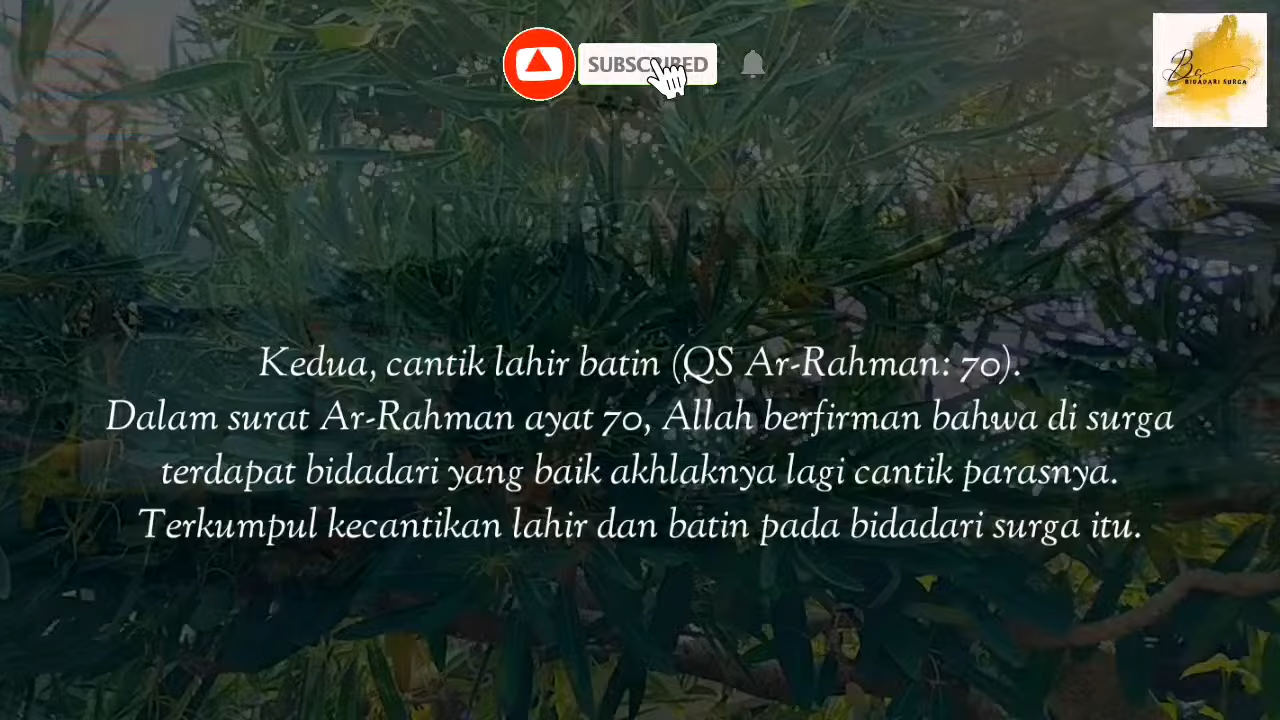 SUBSCRIBED
Be
BIDADARI SURGA
Kedua, cantik lahir batin (QS Ar-Rahman: 70).
Dalam surat Ar-Rahman ayat 70, Allah berfirman bahwa di surga
terdapat bidadari yang baik akhlaknya lagi cantik parasnya.
Terkumpul kecantikan lahir dan batin pada bidadari surga itu.